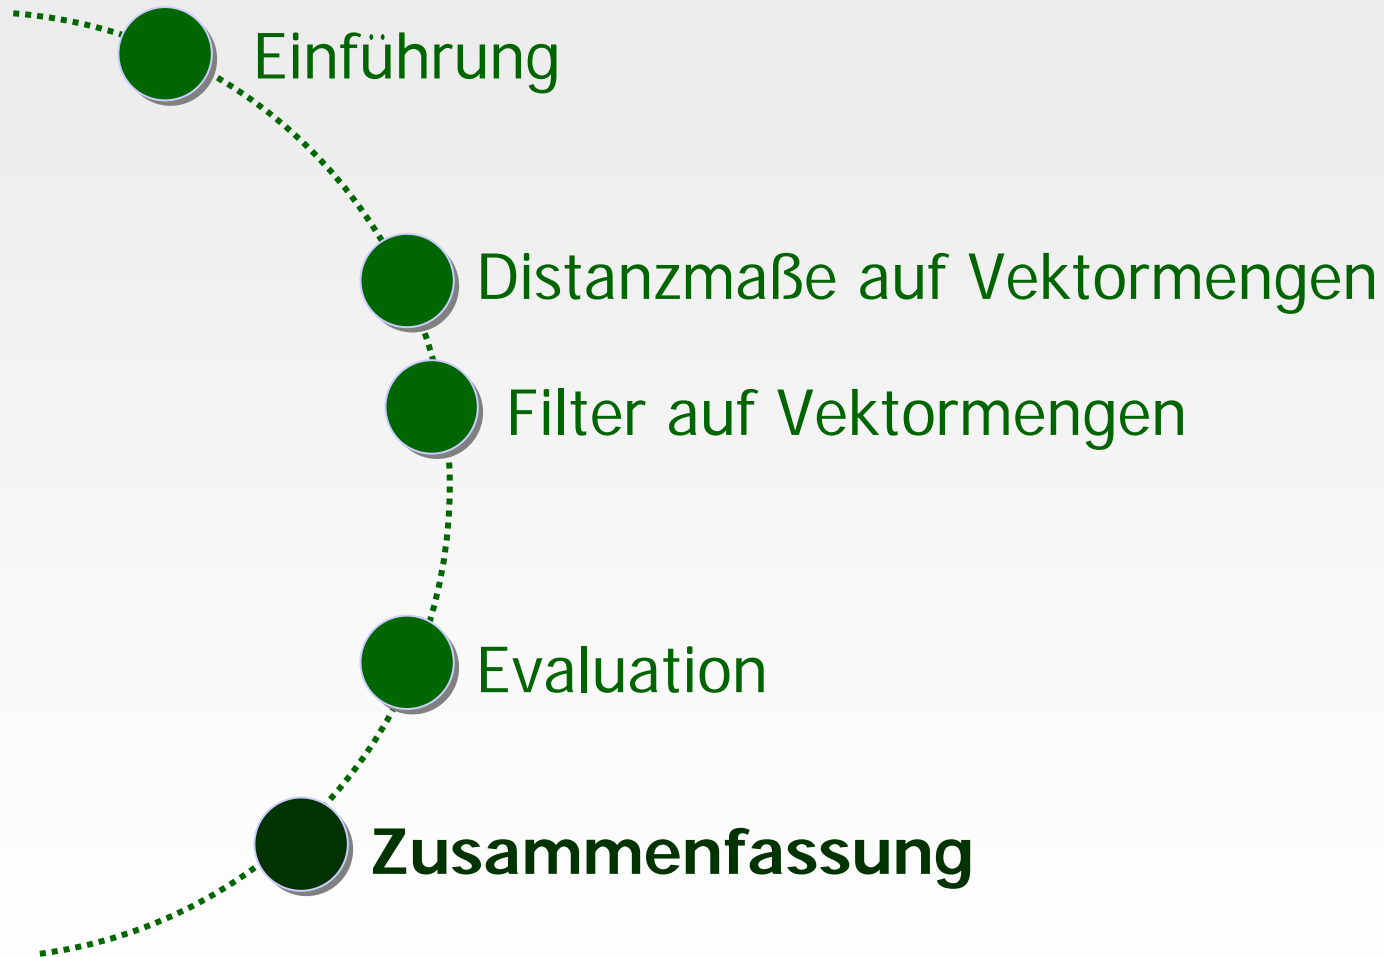 Einführung
Distanzmaße auf Vektormengen
Filter auf Vektormengen
Evaluation
Zusammenfassung